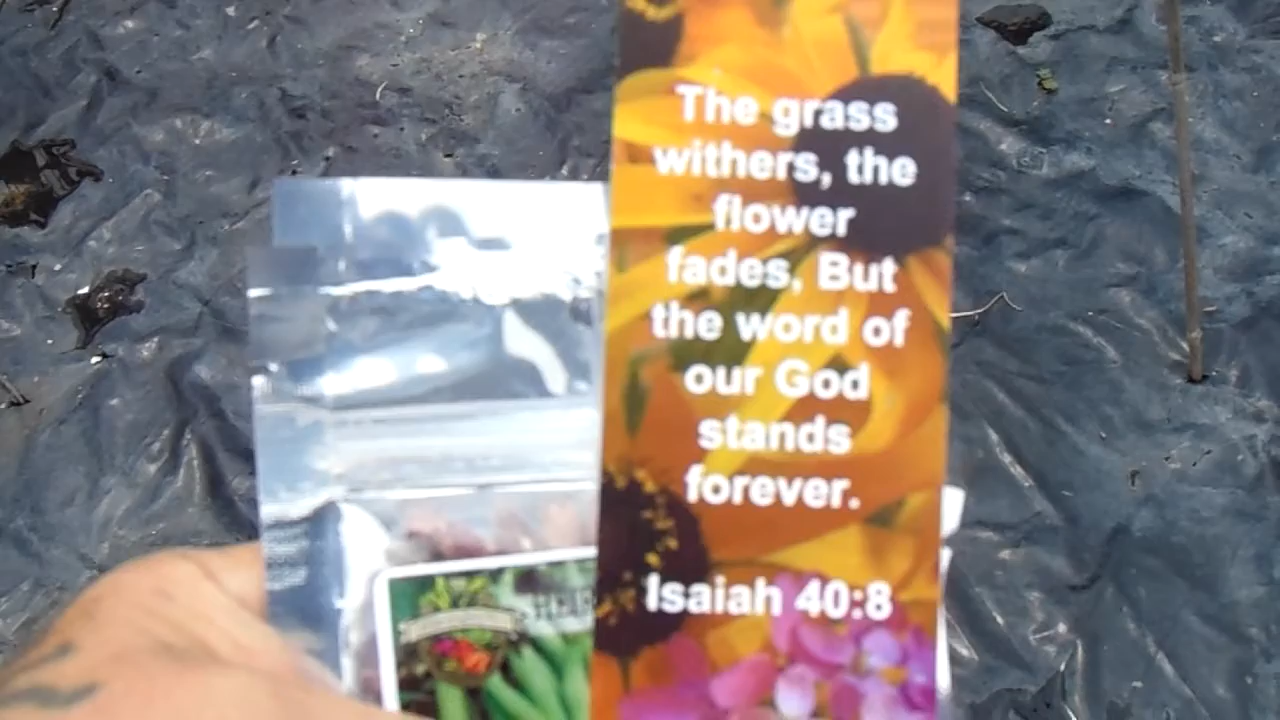 The grass
withers, the
flower
fades, But
the word of
our God
stands
forever.
Isaiah 40:8